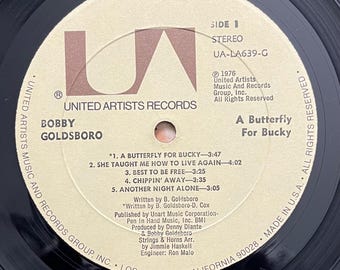 UA
SIDE 1
STEREO
UA-LA639-G
®
℗ 1976
United Artists
Music And Records
Group, Inc.
All Rights Reserved
UNITED ARTISTS RECORDS
BOBBY
GOLDSBORO
A Butterfly
For Bucky
*1. A BUTTERFLY FOR BUCKY—3:47
2. SHE TAUGHT ME HOW TO LIVE AGAIN—4:02
3. BEST TO BE FREE—3:25
4. CHIPPIN' AWAY—3:35
5. ANOTHER NIGHT ALONE—3:05
Written by B. Goldsboro
*Written by B. Goldsboro-D. Cox
Published by Unart Music Corporation-
Pen In Hand Music, Inc. BMI
Produced by Denny Diante
& Bobby Goldsboro
Strings & Horns Arr. by
Jimmie Haskell
Engineer: Ron Malo
UNITED ARTISTS MUSIC AND RECORDS GROUP, INC.
CALIFORNIA 90028 • MADE IN U.S.A.